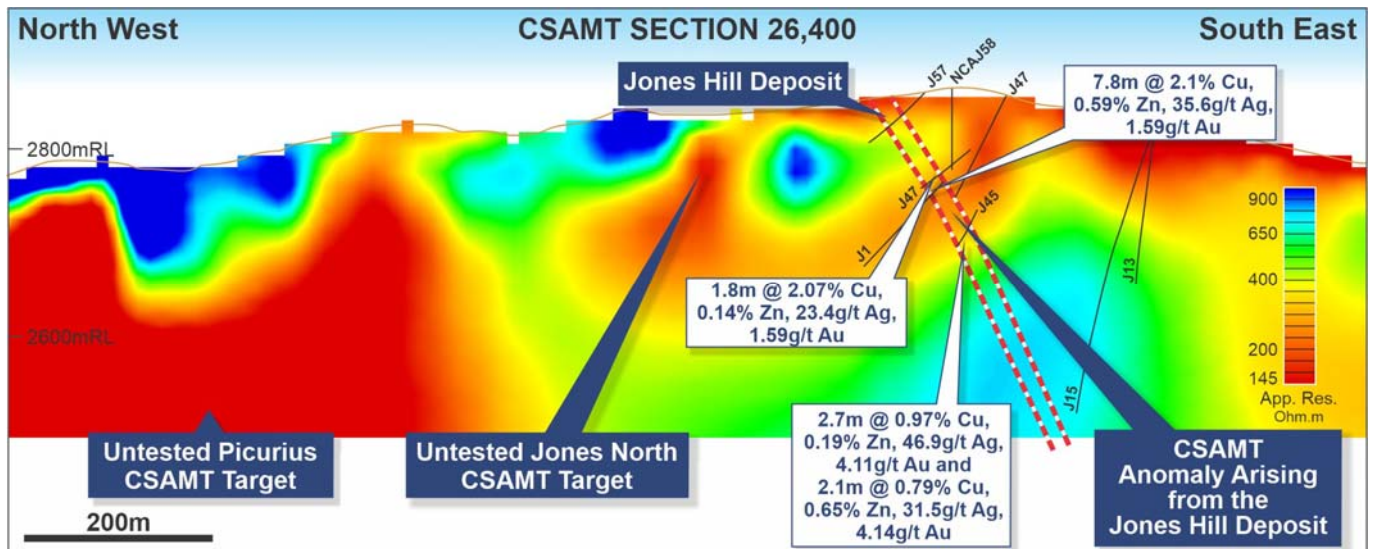 North West
CSAMT SECTION 26,400
South East
Jones Hill Deposit
J57
NCAJ58
J47
7.8m @ 2.1% Cu,
0.59% Zn, 35.6g/t Ag,
1.59g/t Au
2800mRL
J47
J45
J1
J13
900
650
400
200
145
App. Res.
Ohm.m
1.8m @ 2.07% Cu,
0.14% Zn, 23.4g/t Ag,
1.59g/t Au
2600mRL
J15
Untested Picurius
CSAMT Target
Untested Jones North
CSAMT Target
2.7m @ 0.97% Cu,
0.19% Zn, 46.9g/t Ag,
4.11g/t Au and
2.1m @ 0.79% Cu,
0.65% Zn, 31.5g/t Ag,
4.14g/t Au
CSAMT
Anomaly Arising
from the
Jones Hill Deposit
200m